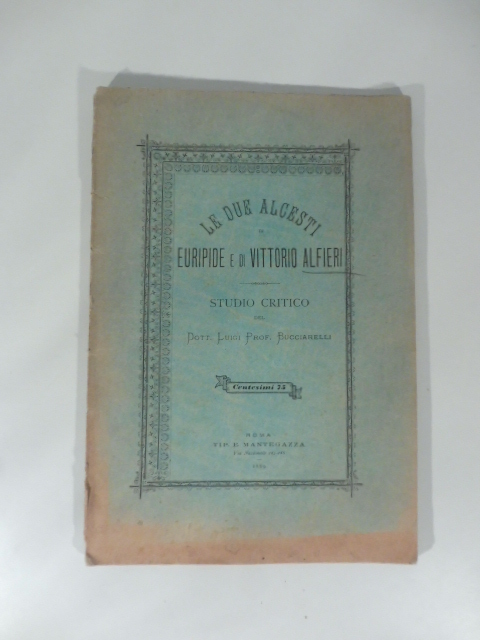 LE DUE ALCESTI
DI
EURIPIDE E DI VITTORIO ALFIERI
STUDIO CRITICO
DEL
DOTT. LUIGI PROF. BUCCIARELLI
Centesimi 75
ROMA
TIP. E. MANTEGAZZA